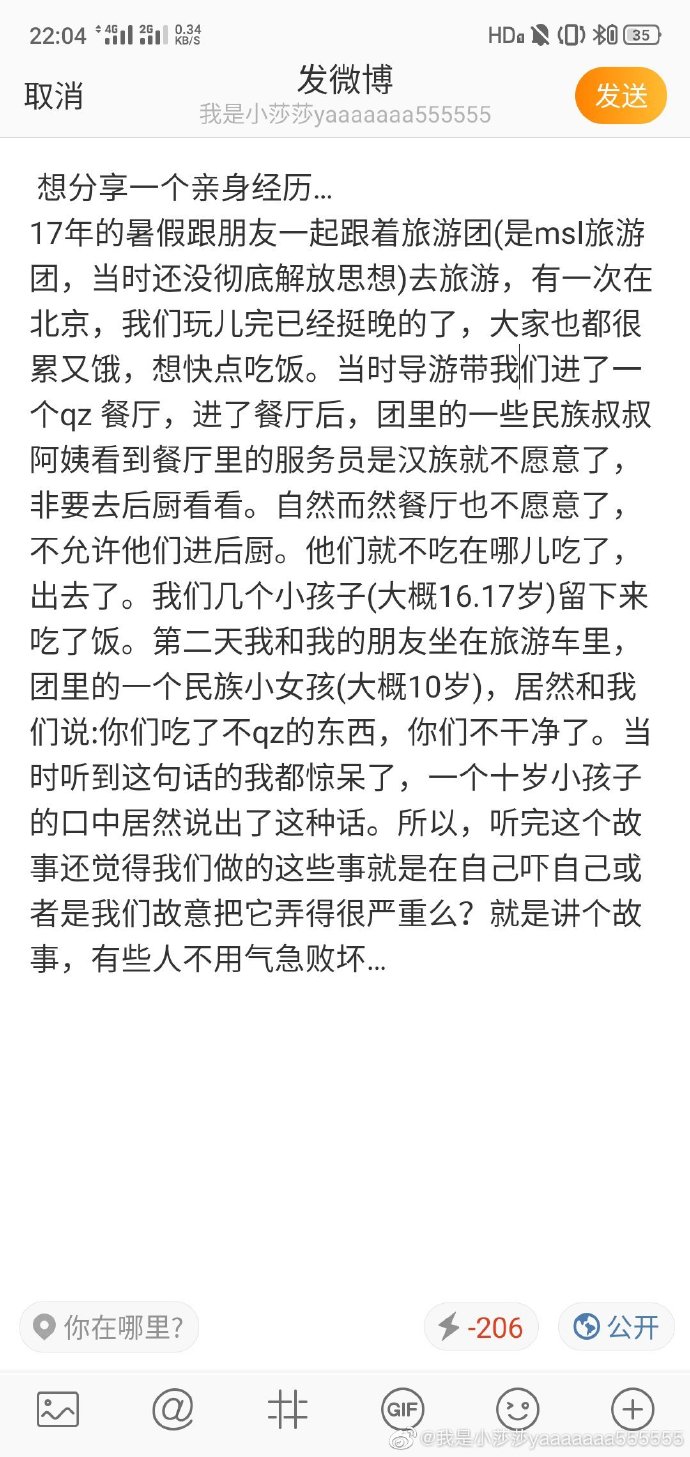 22:04 4G 2G 0.34 KB/S HD 35
取消 发微博 发送
我是小莎莎yaaaaaaa555555
想分享一个亲身经历...
17年的暑假跟朋友一起跟着旅游团(是msl旅游
团，当时还没彻底解放思想)去旅游，有一次在
北京，我们玩儿完已经挺晚的了，大家也都很
累又饿，想快点吃饭。当时导游带我们进了一
个qz 餐厅，进了餐厅后，团里的一些民族叔叔
阿姨看到餐厅里的服务员是汉族就不愿意了，
非要去后厨看看。自然而然餐厅也不愿意了，
不允许他们进后厨。他们就不吃在哪儿吃了，
出去了。我们几个小孩子(大概16.17岁)留下来
吃了饭。第二天我和我的朋友坐在旅游车里，
团里的一个民族小女孩(大概10岁)，居然和我
们说:你们吃了不qz的东西，你们不干净了。当
时听到这句话的我都惊呆了，一个十岁小孩子
的口中居然说出了这种话。所以，听完这个故
事还觉得我们做的这些事就是在自己吓自己或
者是我们故意把它弄得很严重么？就是讲个故
事，有些人不用气急败坏...
你在哪里? -206 公开
@ GIF
@我是小莎莎yaaaaaaa555555